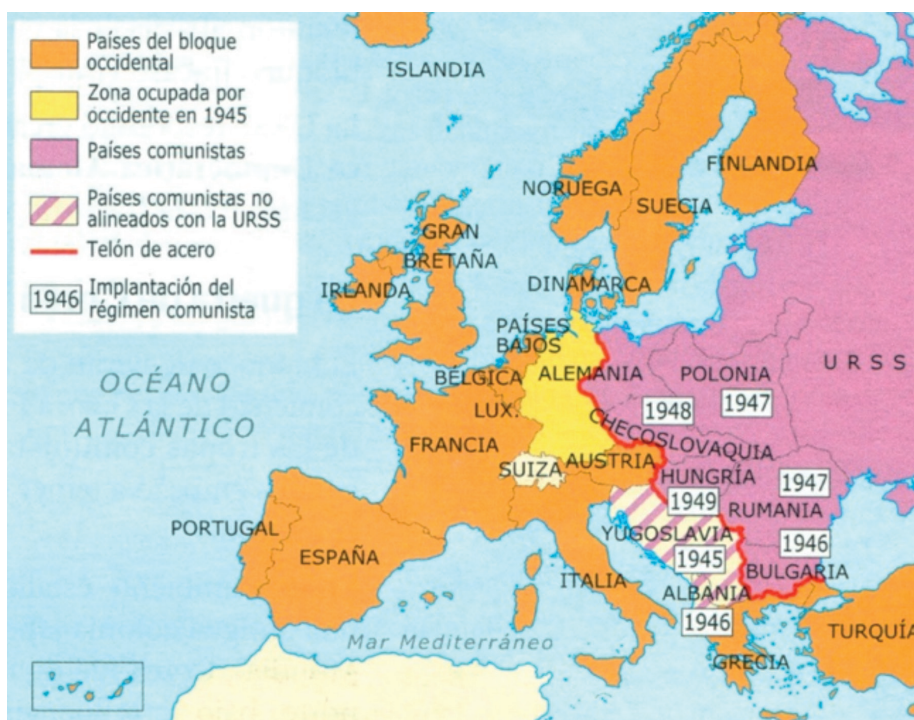 Países del bloque
occidental
Zona ocupada por
occidente en 1945
Países comunistas
Países comunistas no
alineados con la URSS
Telón de acero
1946
Implantación del
régimen comunista
ISLANDIA
NORUEGA
SUECIA
FINLANDIA
GRAN
BRETAÑA
IRLANDA
DINAMARCA
PAÍSES
BAJOS
BÉLGICA
LUX.
ALEMANIA
POLONIA
1947
URSS
OCÉANO
ATLÁNTICO
1948
CHECOSLOVAQUIA
FRANCIA
SUIZA
AUSTRIA
HUNGRÍA
1949
1947
RUMANIA
YUGOSLAVIA
1945
1946
BULGARIA
PORTUGAL
ESPAÑA
ITALIA
ALBANIA
1946
Mar Mediterráneo
GRECIA
TURQUÍA